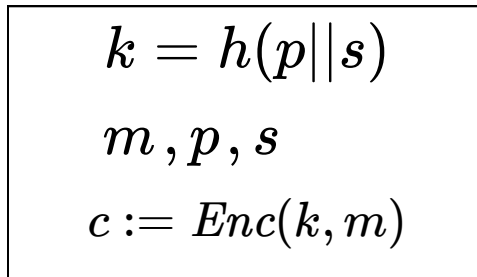 k = h(p||s)
m, p, s
c := Enc(k, m)